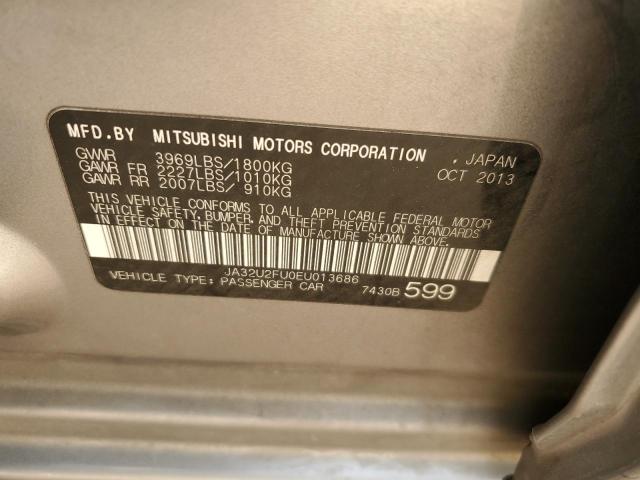 MFD.BY MITSUBISHI MOTORS CORPORATION , JAPAN
GVWR 3969LBS/1800KG OCT 2013
GAWR FR 2227LBS/1010KG
GAWR RR 2007LBS/ 910KG
THIS VEHICLE CONFORMS TO ALL APPLICABLE FEDERAL MOTOR
VEHICLE SAFETY, BUMPER, AND THEFT PREVENTION STANDARDS
IN EFFECT ON THE DATE OF MANUFACTURE SHOWN ABOVE.
JA32U2FU0EU013686
VEHICLE TYPE: PASSENGER CAR 7430B 599